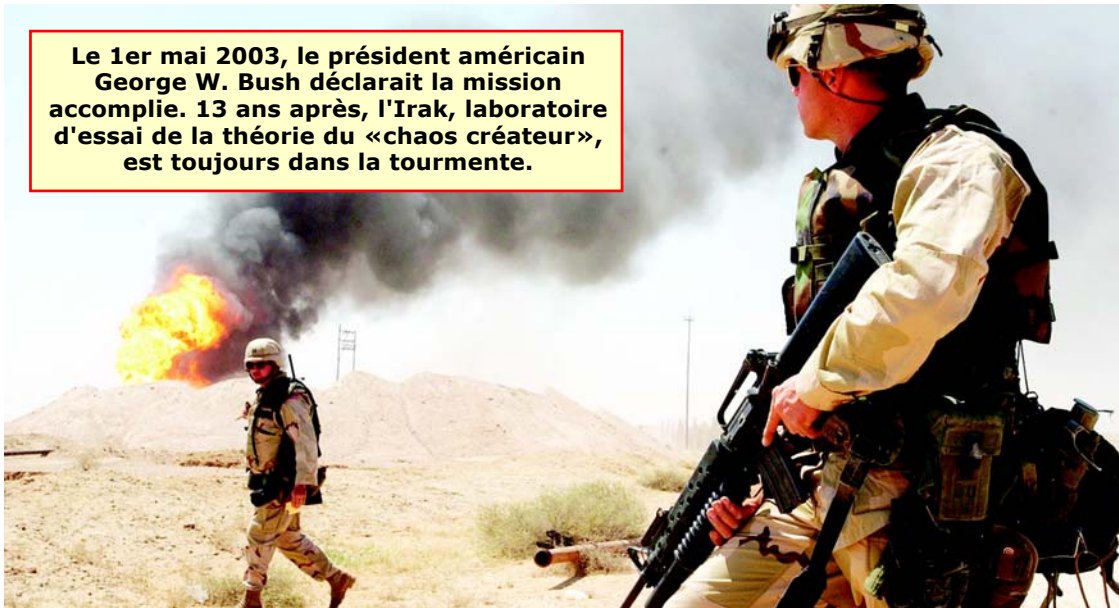 Le 1er mai 2003, le président américain
George W. Bush déclarait la mission
accomplie. 13 ans après, l'Irak, laboratoire
d'essai de la théorie du «chaos créateur»,
est toujours dans la tourmente.